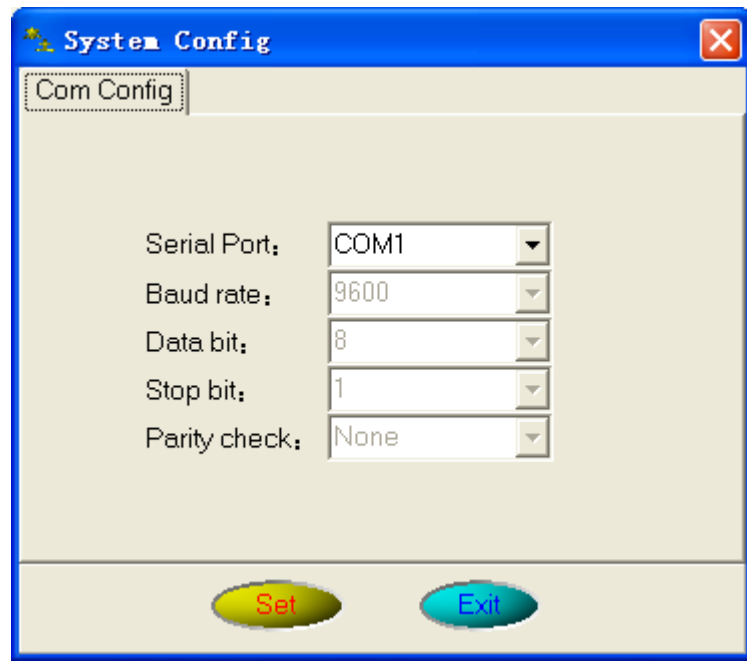 System Config
Com Config
Serial Port： COM1
Baud rate： 9600
Data bit： 8
Stop bit： 1
Parity check： None
Set Exit